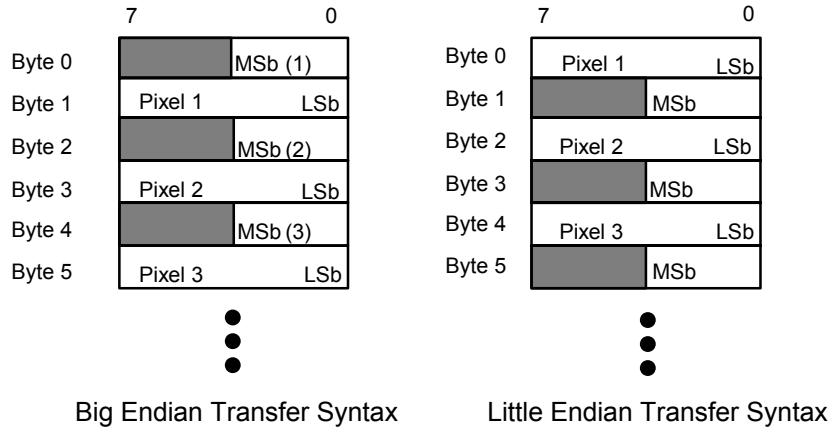 7 0
Byte 0 MSb (1)
Byte 1 Pixel 1 LSb
Byte 2 MSb (2)
Byte 3 Pixel 2 LSb
Byte 4 MSb (3)
Byte 5 Pixel 3 LSb
Big Endian Transfer Syntax
7 0
Byte 0 Pixel 1 LSb
Byte 1 MSb
Byte 2 Pixel 2 LSb
Byte 3 MSb
Byte 4 Pixel 3 LSb
Byte 5 MSb
Little Endian Transfer Syntax